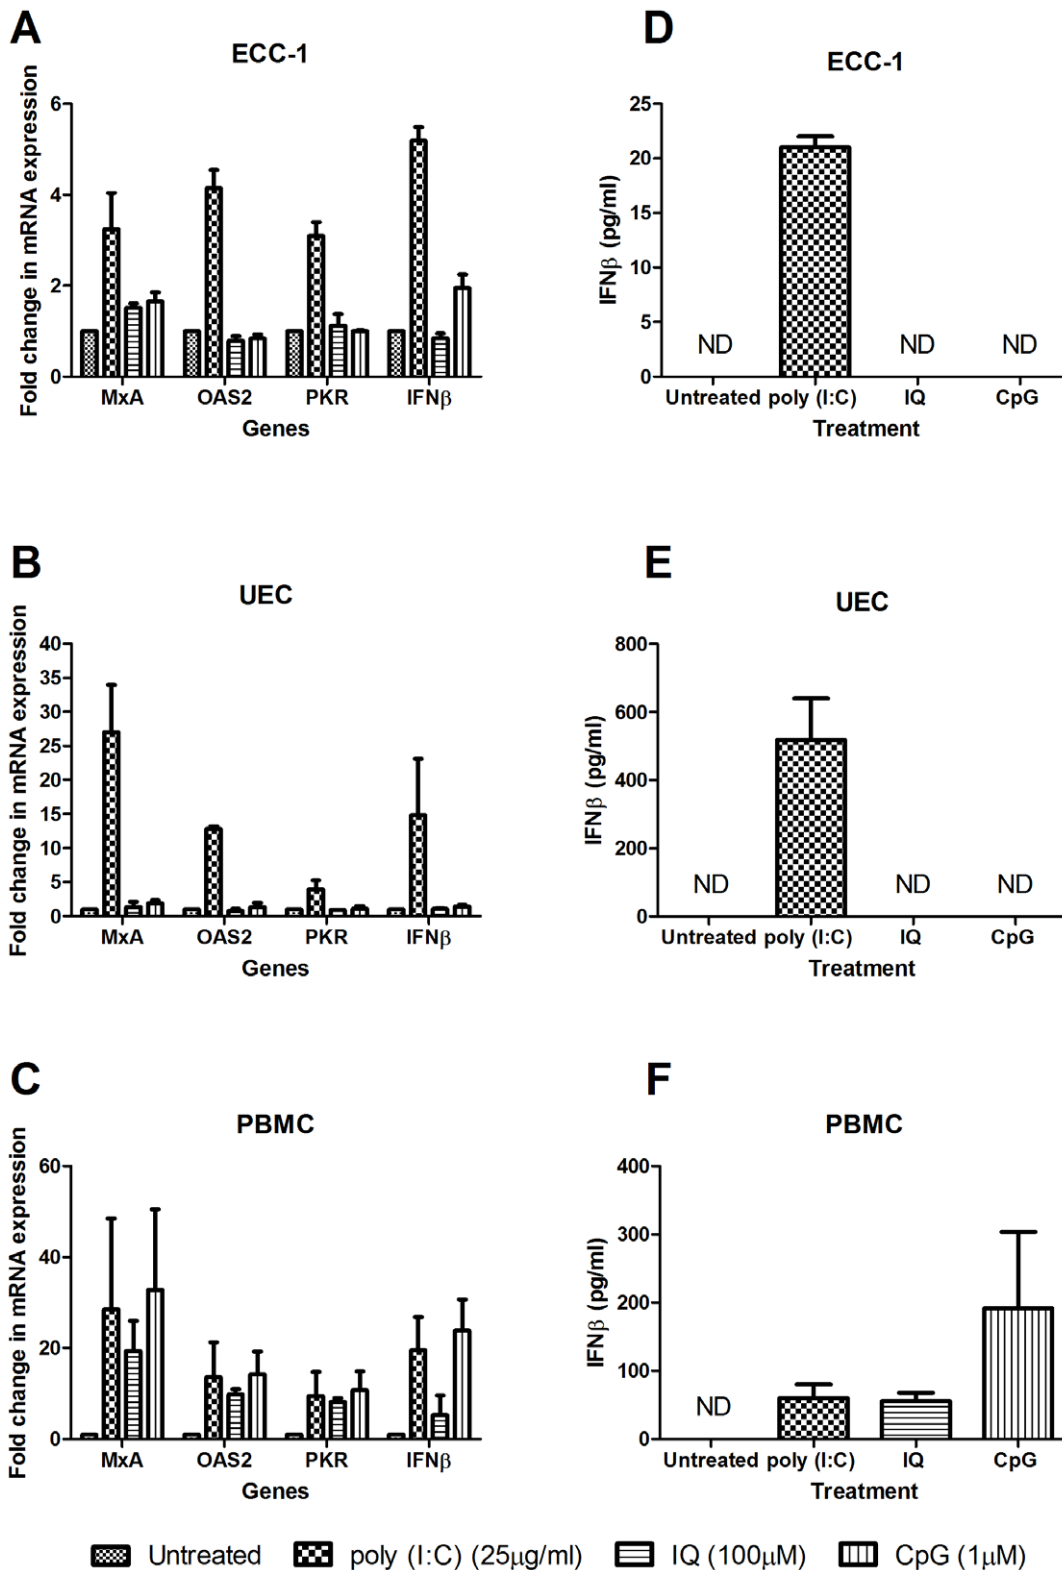 A
ECC-1
Fold change in mRNA expression
6
4
2
0
MxA OAS2 PKR IFNβ
Genes
D
ECC-1
IFNβ (pg/ml)
25
20
15
10
5
0
ND ND ND
Untreated poly (I:C) IQ CpG
Treatment
B
UEC
Fold change in mRNA expression
40
35
30
25
20
15
10
5
0
MxA OAS2 PKR IFNβ
Genes
E
UEC
IFNβ (pg/ml)
800
600
400
200
0
ND ND ND
Untreated poly (I:C) IQ CpG
Treatment
C
PBMC
Fold change in mRNA expression
60
40
20
0
MxA OAS2 PKR IFNβ
Genes
F
PBMC
IFNβ (pg/ml)
400
300
200
100
0
ND
Untreated poly (I:C) IQ CpG
Treatment
Untreated poly (I:C) (25μg/ml) IQ (100μM) CpG (1μM)